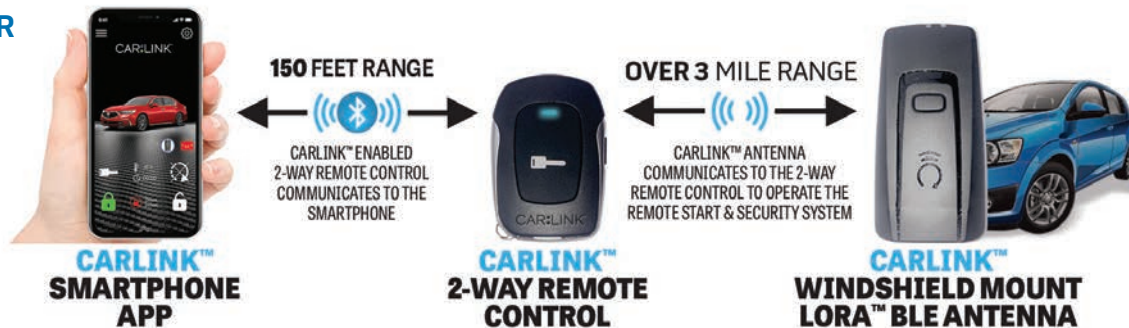 R
CAR:LINK
150 FEET RANGE
CARLINK™ ENABLED
2-WAY REMOTE CONTROL
COMMUNICATES TO THE
SMARTPHONE
CAR:LINK
OVER 3 MILE RANGE
CARLINK™ ANTENNA
COMMUNICATES TO THE 2-WAY
REMOTE CONTROL TO OPERATE THE
REMOTE START & SECURITY SYSTEM
CARLINK™
SMARTPHONE
APP
CARLINK™
2-WAY REMOTE
CONTROL
CARLINK™
WINDSHIELD MOUNT
LORA™ BLE ANTENNA